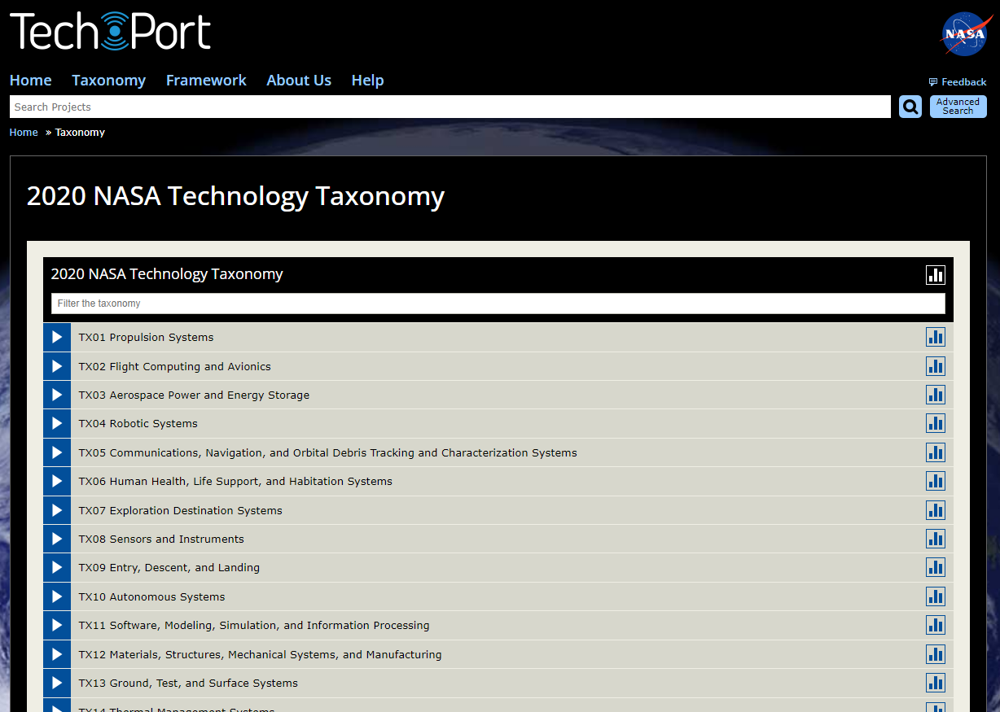 TechPort
NASA
Home Taxonomy Framework About Us Help
Feedback
Search Projects
Advanced
Search
Home » Taxonomy
2020 NASA Technology Taxonomy
2020 NASA Technology Taxonomy
Filter the taxonomy
TX01 Propulsion Systems
TX02 Flight Computing and Avionics
TX03 Aerospace Power and Energy Storage
TX04 Robotic Systems
TX05 Communications, Navigation, and Orbital Debris Tracking and Characterization Systems
TX06 Human Health, Life Support, and Habitation Systems
TX07 Exploration Destination Systems
TX08 Sensors and Instruments
TX09 Entry, Descent, and Landing
TX10 Autonomous Systems
TX11 Software, Modeling, Simulation, and Information Processing
TX12 Materials, Structures, Mechanical Systems, and Manufacturing
TX13 Ground, Test, and Surface Systems
TX14 Thermal Management Systems